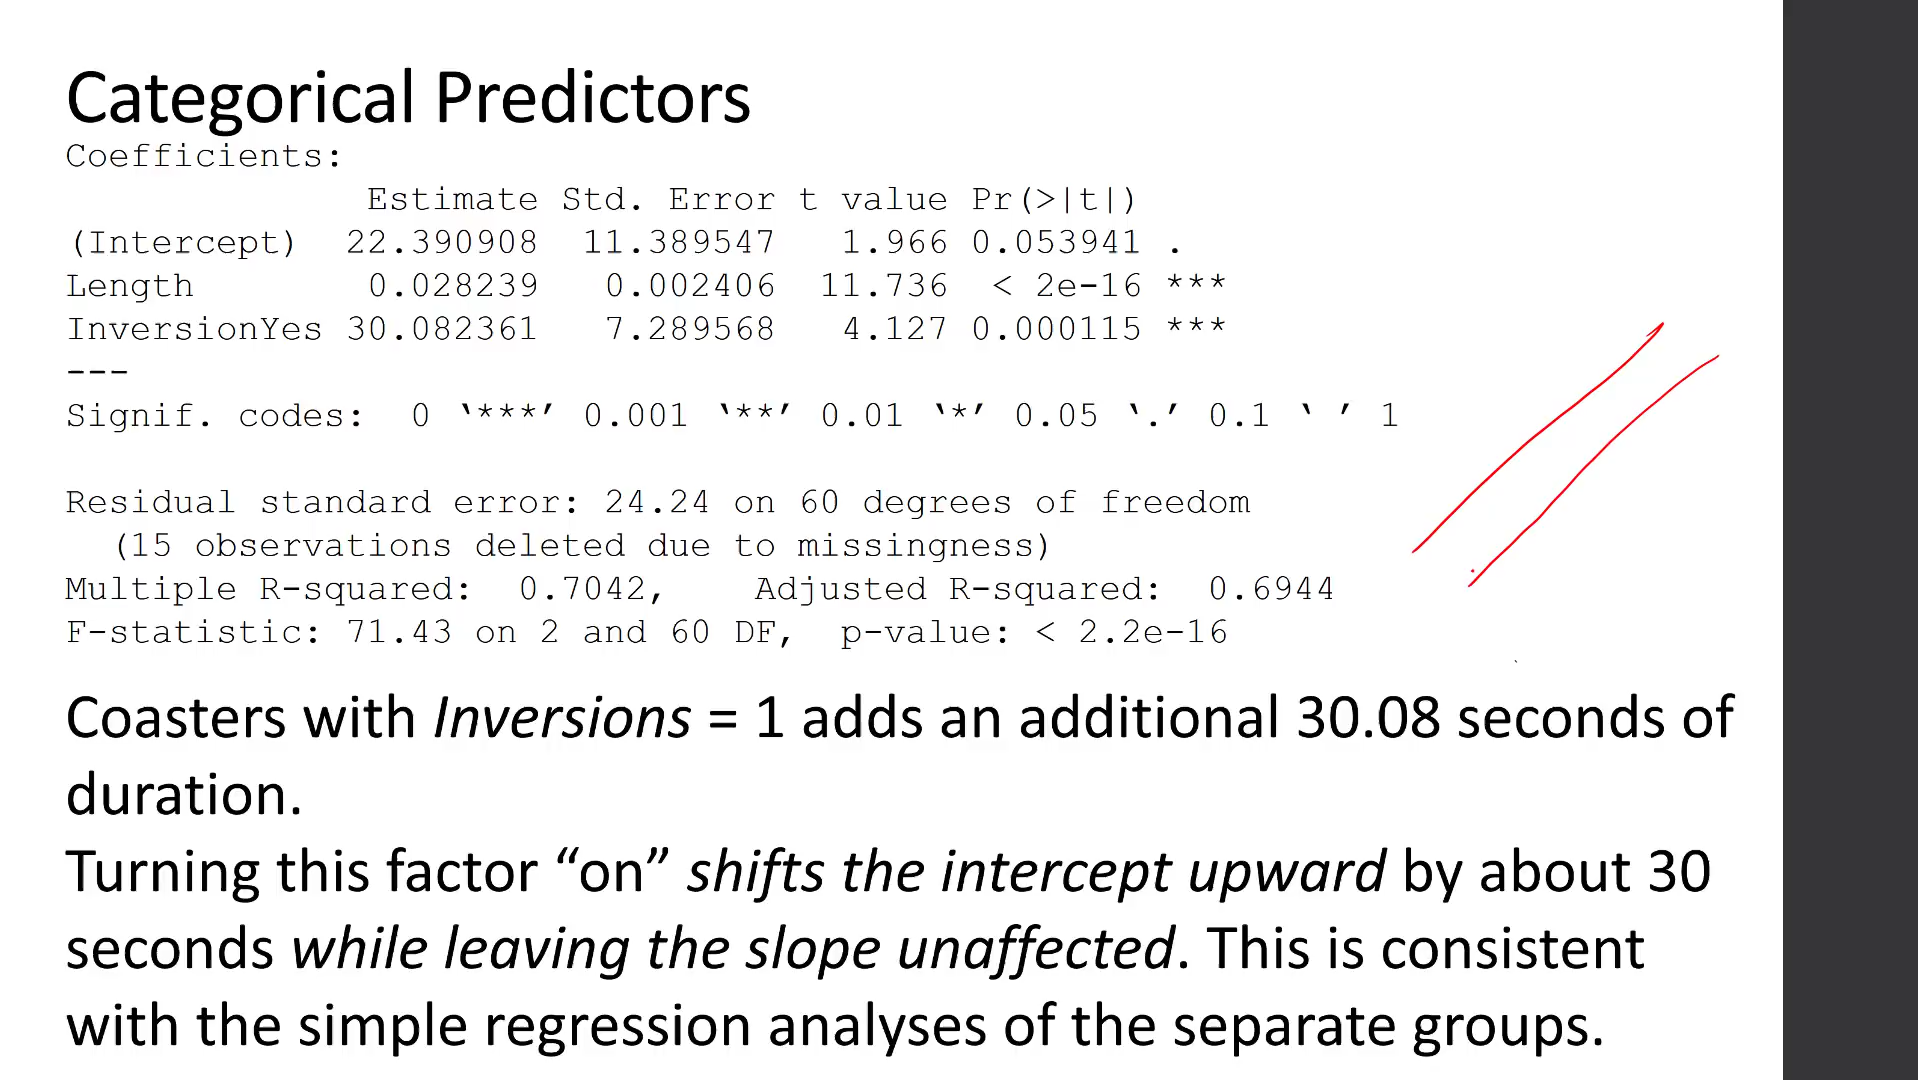 Categorical Predictors
Coefficients:
Estimate Std. Error t value Pr(>|t|)
(Intercept) 22.390908 11.389547 1.966 0.053941 .
Length 0.028239 0.002406 11.736 < 2e-16 ***
InversionYes 30.082361 7.289568 4.127 0.000115 ***
---
Signif. codes: 0 ‘***’ 0.001 ‘**’ 0.01 ‘*’ 0.05 ‘.’ 0.1 ‘ ’ 1
Residual standard error: 24.24 on 60 degrees of freedom
(15 observations deleted due to missingness)
Multiple R-squared: 0.7042, Adjusted R-squared: 0.6944
F-statistic: 71.43 on 2 and 60 DF, p-value: < 2.2e-16
Coasters with Inversions = 1 adds an additional 30.08 seconds of
duration.
Turning this factor “on” shifts the intercept upward by about 30
seconds while leaving the slope unaffected. This is consistent
with the simple regression analyses of the separate groups.